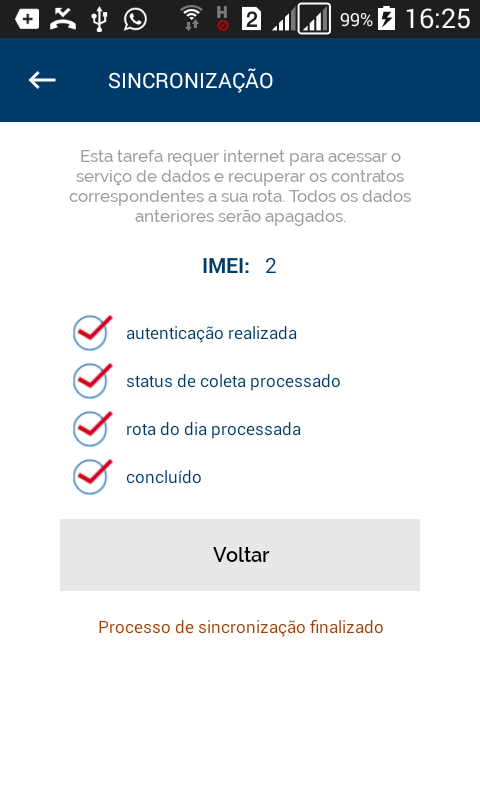 H 2 99% 16:25
SINCRONIZAÇÃO
Esta tarefa requer internet para acessar o
serviço de dados e recuperar os contratos
correspondentes a sua rota. Todos os dados
anteriores serão apagados.
IMEI: 2
autenticação realizada
status de coleta processado
rota do dia processada
concluído
Voltar
Processo de sincronização finalizado